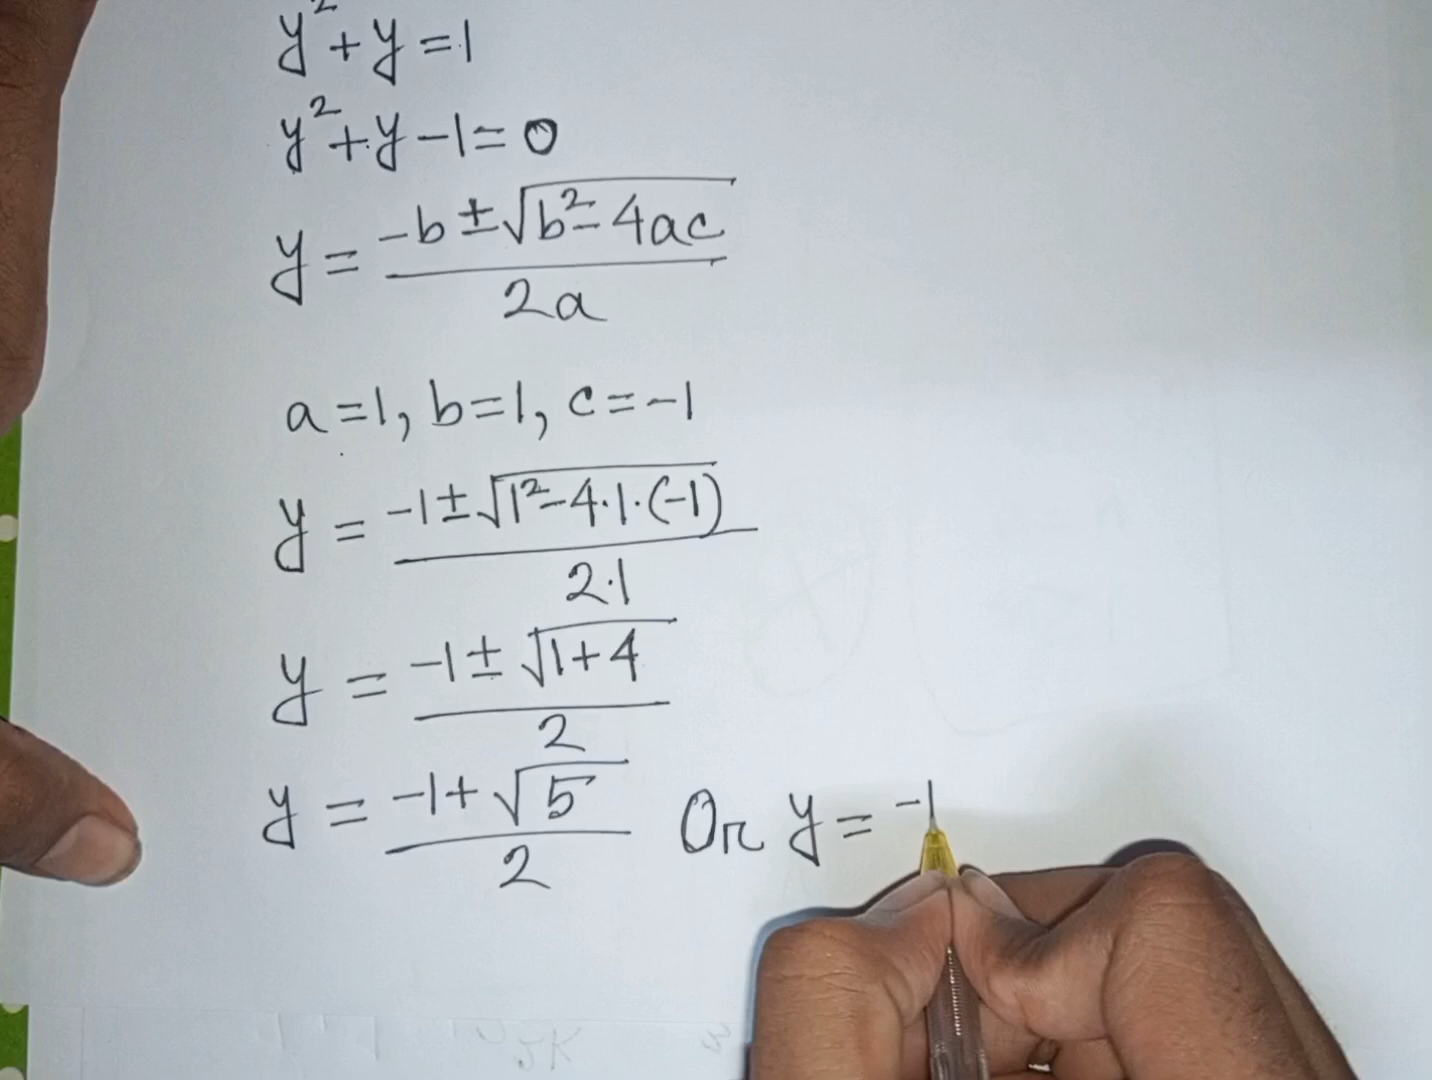 y²+y=1
y²+y-1=0
y = (-b±√(b²-4ac))/(2a)
a=1, b=1, c=-1
y = (-1±√(1²-4·1·(-1)))/(2·1)
y = (-1±√(1+4))/2
y = (-1+√5)/2 Or y = -1